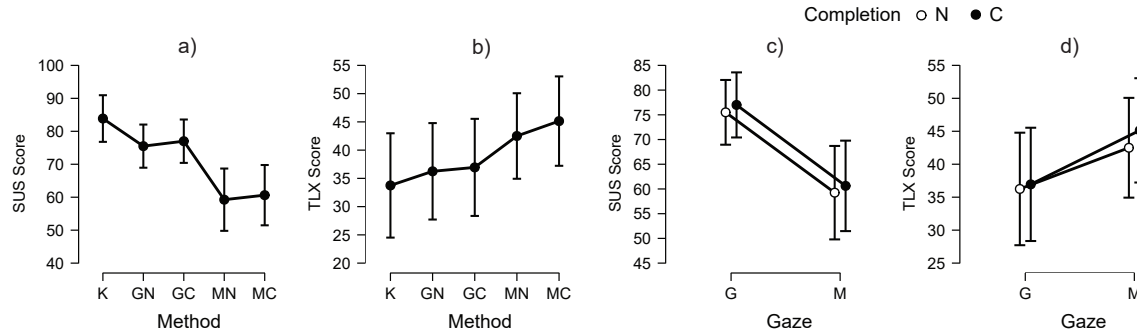 Completion N C
a) b) c) d)
SUS Score
100
90
80
70
60
50
40
K GN GC MN MC
Method
TLX Score
55
50
45
40
35
30
25
20
K GN GC MN MC
Method
SUS Score
85
80
75
70
65
60
55
50
45
G M
Gaze
TLX Score
55
50
45
40
35
30
25
G M
Gaze